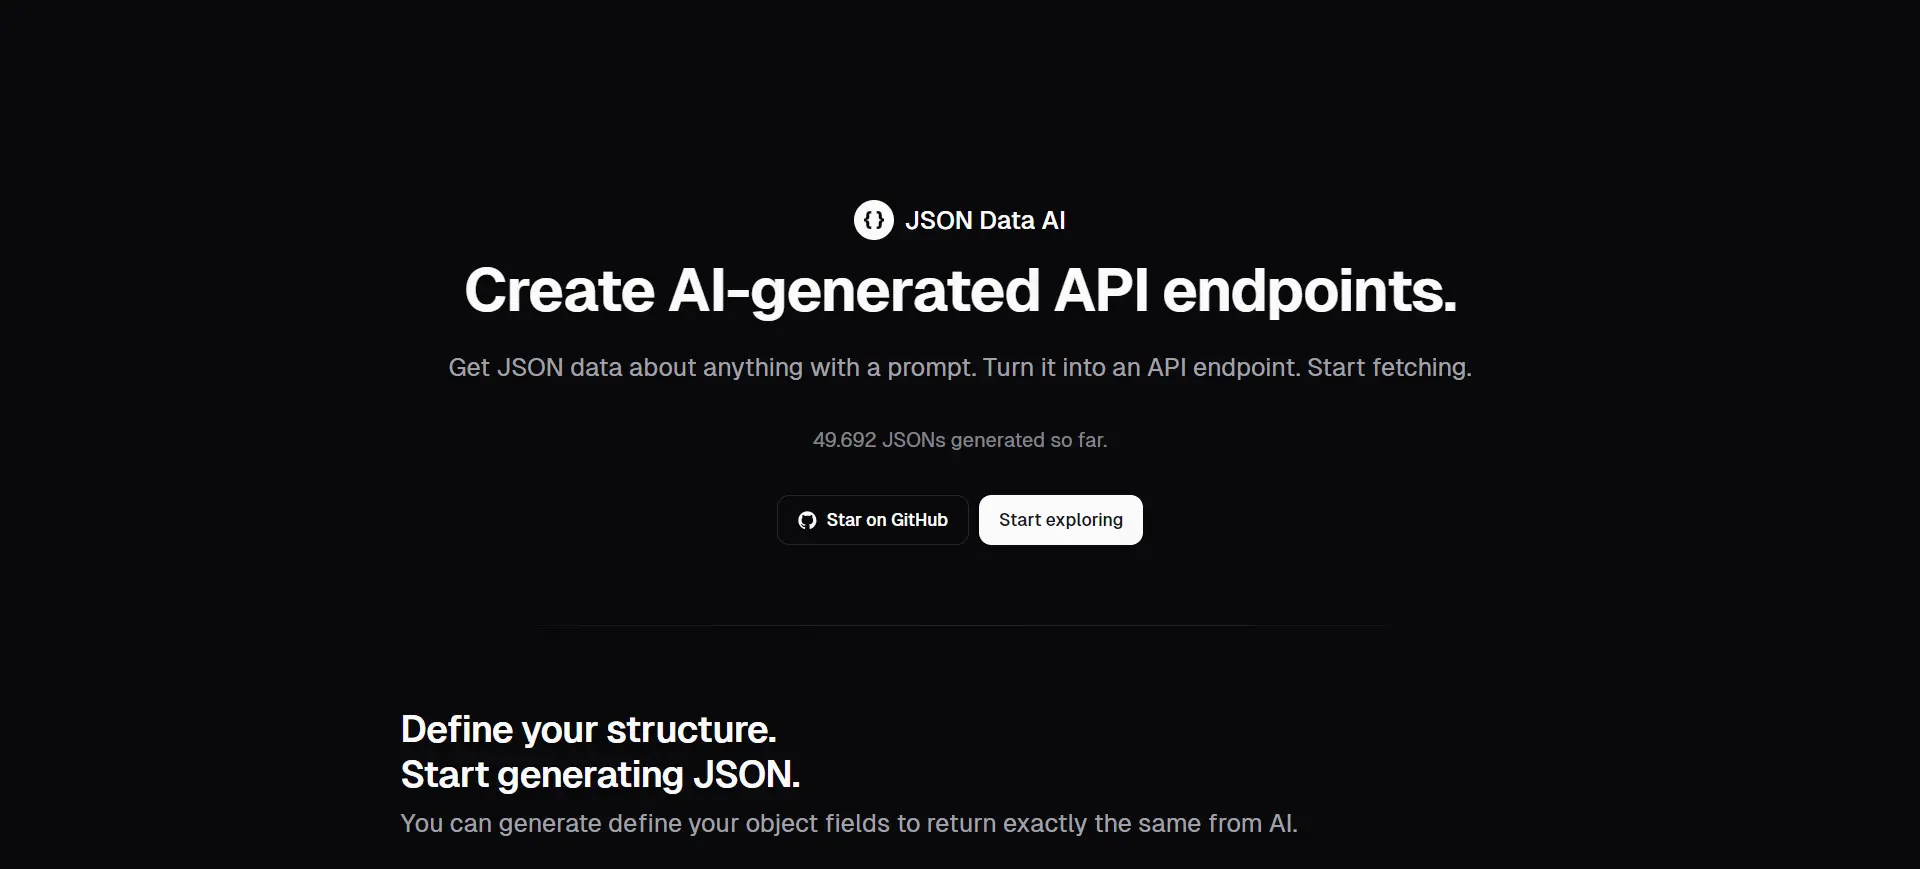 {} JSON Data AI
Create AI-generated API endpoints.
Get JSON data about anything with a prompt. Turn it into an API endpoint. Start fetching.
49.692 JSONs generated so far.
Star on GitHub
Start exploring
Define your structure.
Start generating JSON.
You can generate define your object fields to return exactly the same from AI.